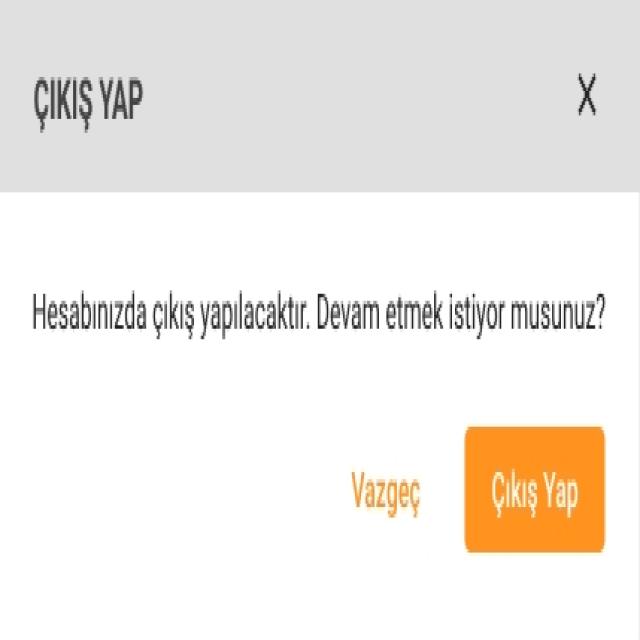 ÇIKIŞ YAP X
Hesabınızda çıkış yapılacaktır. Devam etmek istiyor musunuz?
Vazgeç Çıkış Yap